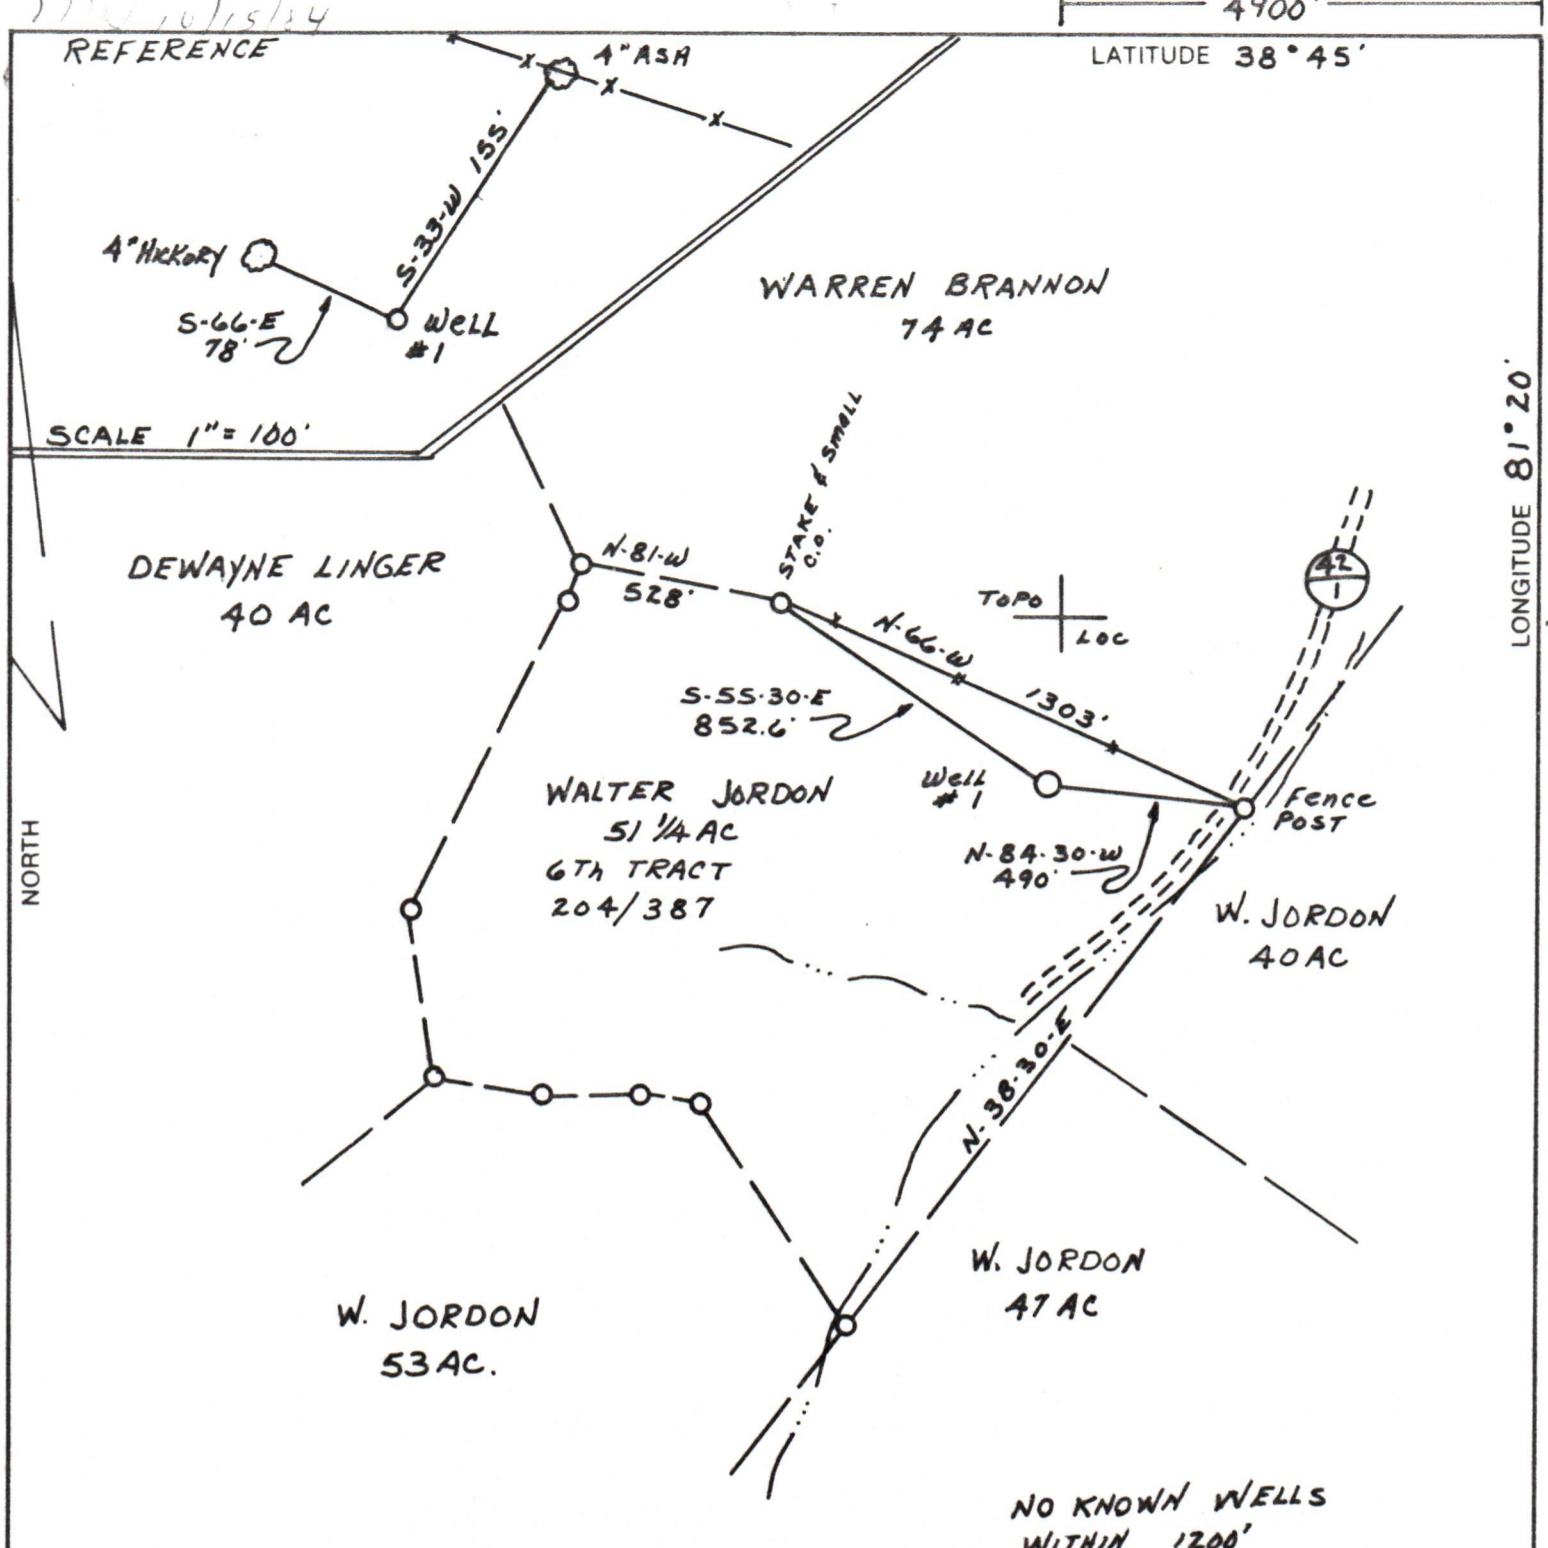 10/15/84
4900'
REFERENCE
4" ASH
LATITUDE 38°45'
S-33-W 155'
4" HICKORY
S-66-E
78'
WELL
#1
WARREN BRANNON
74 AC
SCALE 1"= 100'
LONGITUDE 81°20'
STAKE & SMALL
C.O.
DEWAYNE LINGER
40 AC
N-81-W
528'
TOPO
LOC
42
1
N-66-W
1303'
S-55-30-E
852.6'
WALTER JORDON
51 1/4 AC
6Th TRACT
204/387
Well
#1
Fence
POST
N-84-30-W
490'
NORTH
W. JORDON
40 AC
N-38-30-E
W. JORDON
47 AC
W. JORDON
53 AC.
NO KNOWN WELLS
WITHIN 1200'